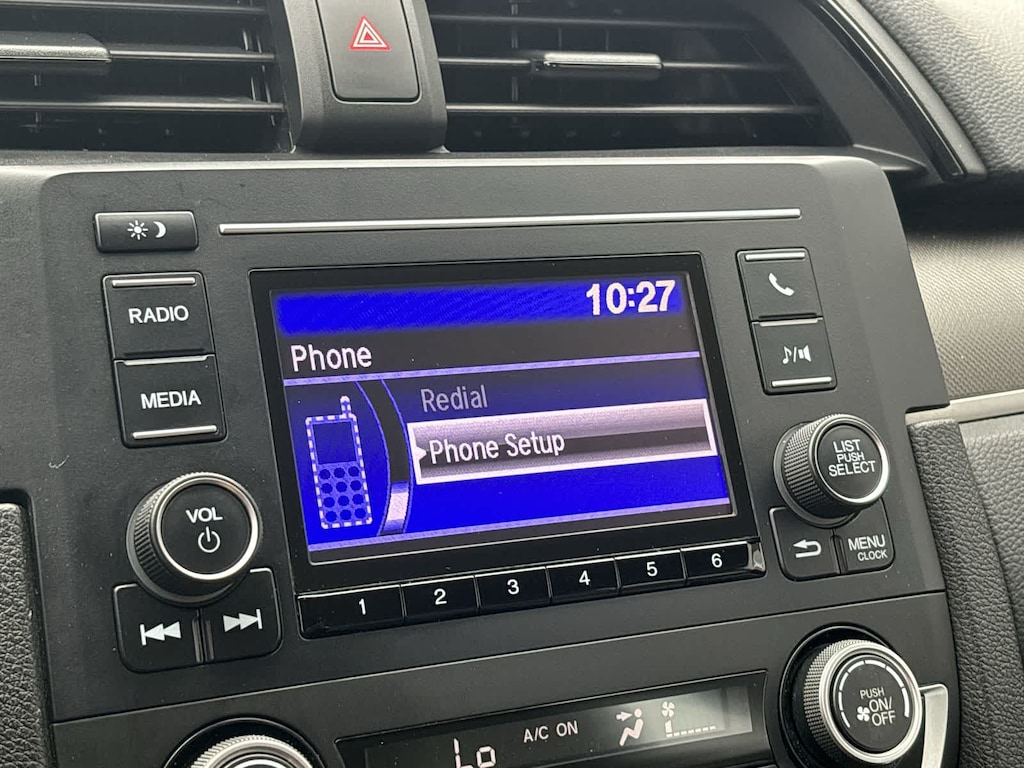 RADIO
MEDIA
10:27
Phone
Redial
Phone Setup
VOL
LIST
PUSH
SELECT
MENU
CLOCK
1 2 3 4 5 6
Lo
A/C ON
PUSH
ON/
OFF